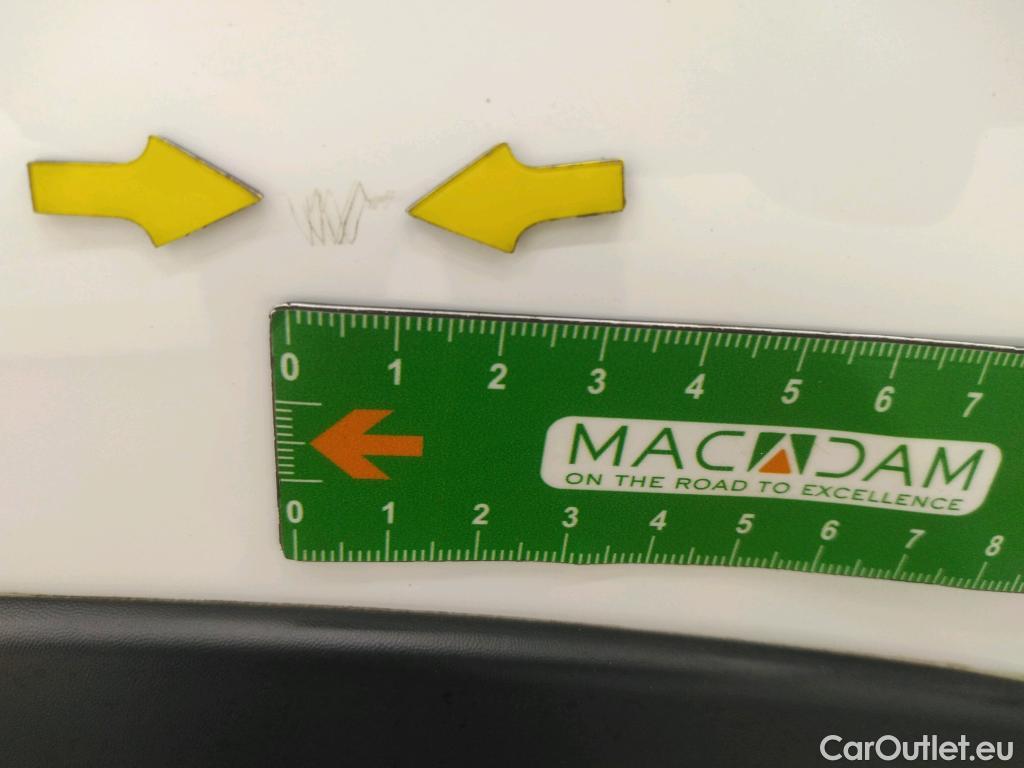 0 1 2 3 4 5 6 7
MACADAM
ON THE ROAD TO EXCELLENCE
0 1 2 3 4 5 6 7 8
CarOutlet.eu